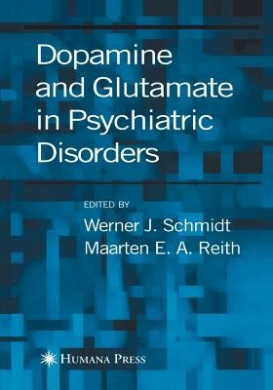 Dopamine
and Glutamate
in Psychiatric
Disorders
EDITED BY
Werner J. Schmidt
Maarten E. A. Reith
HUMANA PRESS